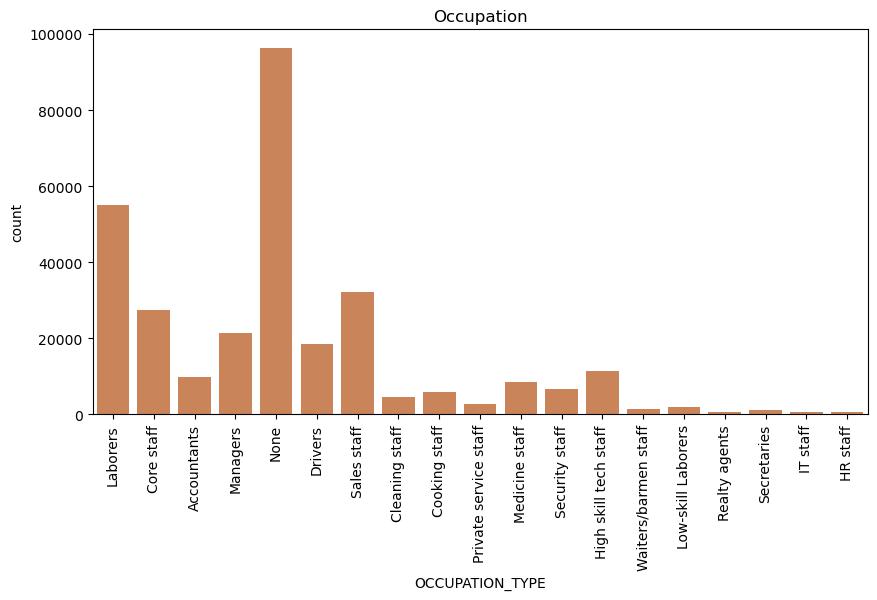 Occupation
100000
80000
60000
40000
20000
0
count
Laborers
Core staff
Accountants
Managers
None
Drivers
Sales staff
Cleaning staff
Cooking staff
Private service staff
Medicine staff
Security staff
High skill tech staff
Waiters/barmen staff
Low-skill Laborers
Realty agents
Secretaries
IT staff
HR staff
OCCUPATION_TYPE